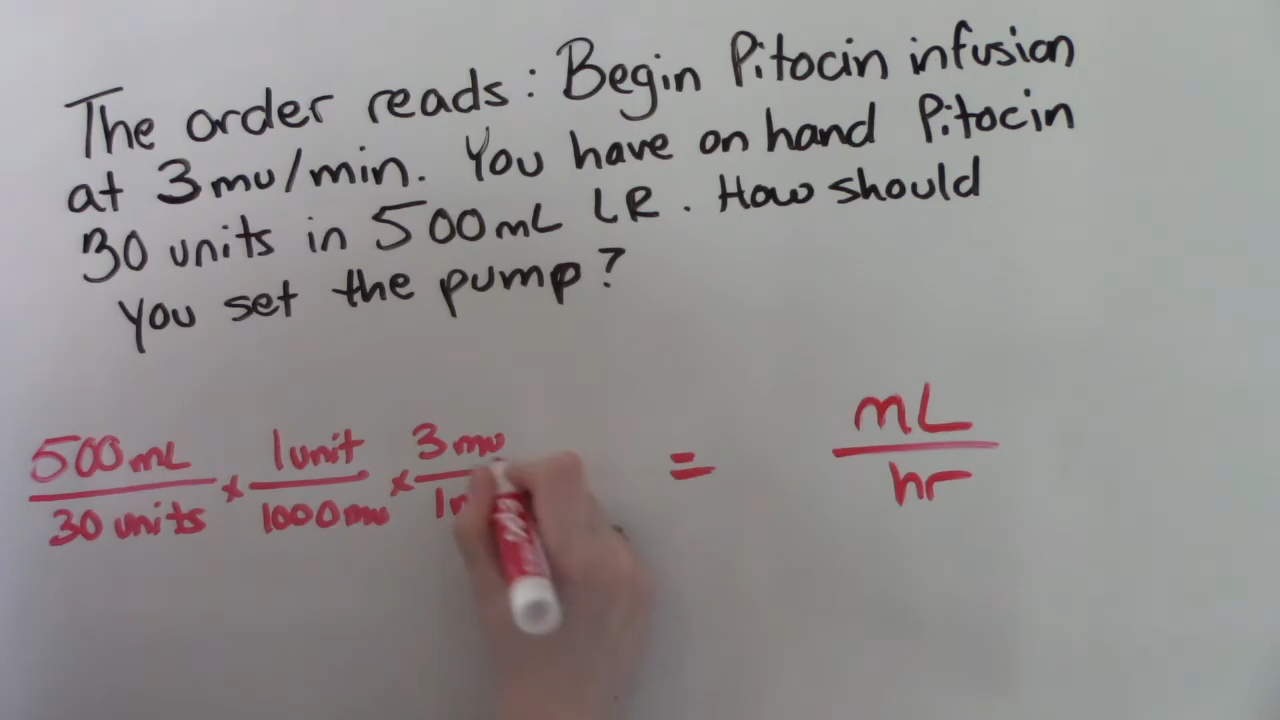 The order reads: Begin Pitocin infusion
at 3mu/min. You have on hand Pitocin
30 units in 500mL LR. How should
you set the pump?
500mL / 30 units × 1unit / 1000mu × 3mu / 1 = mL / hr